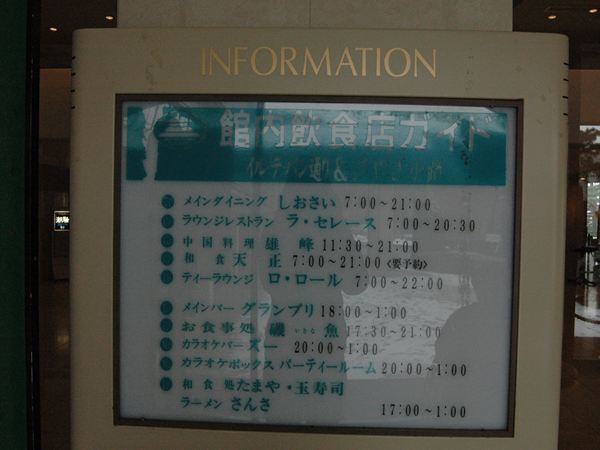 INFORMATION
館内飲食店ガイド
メインダイニング しおさい 7:00~21:00
ラウンジレストラン ラ・セレース 7:00~20:30
中国料理 雄峰 11:30~21:00
和食 天正 7:00~21:00 〈要予約〉
ティーラウンジ ロ・ロール 7:00~22:00
メインバー グランブリ 18:00~1:00
お食事処 磯魚 17:30~21:00
カラオケバー ズー 20:00~1:00
カラオケボックス パーティールーム 20:00~1:00
和食処 たまや・玉寿司
ラーメン さんさ 17:00~1:00